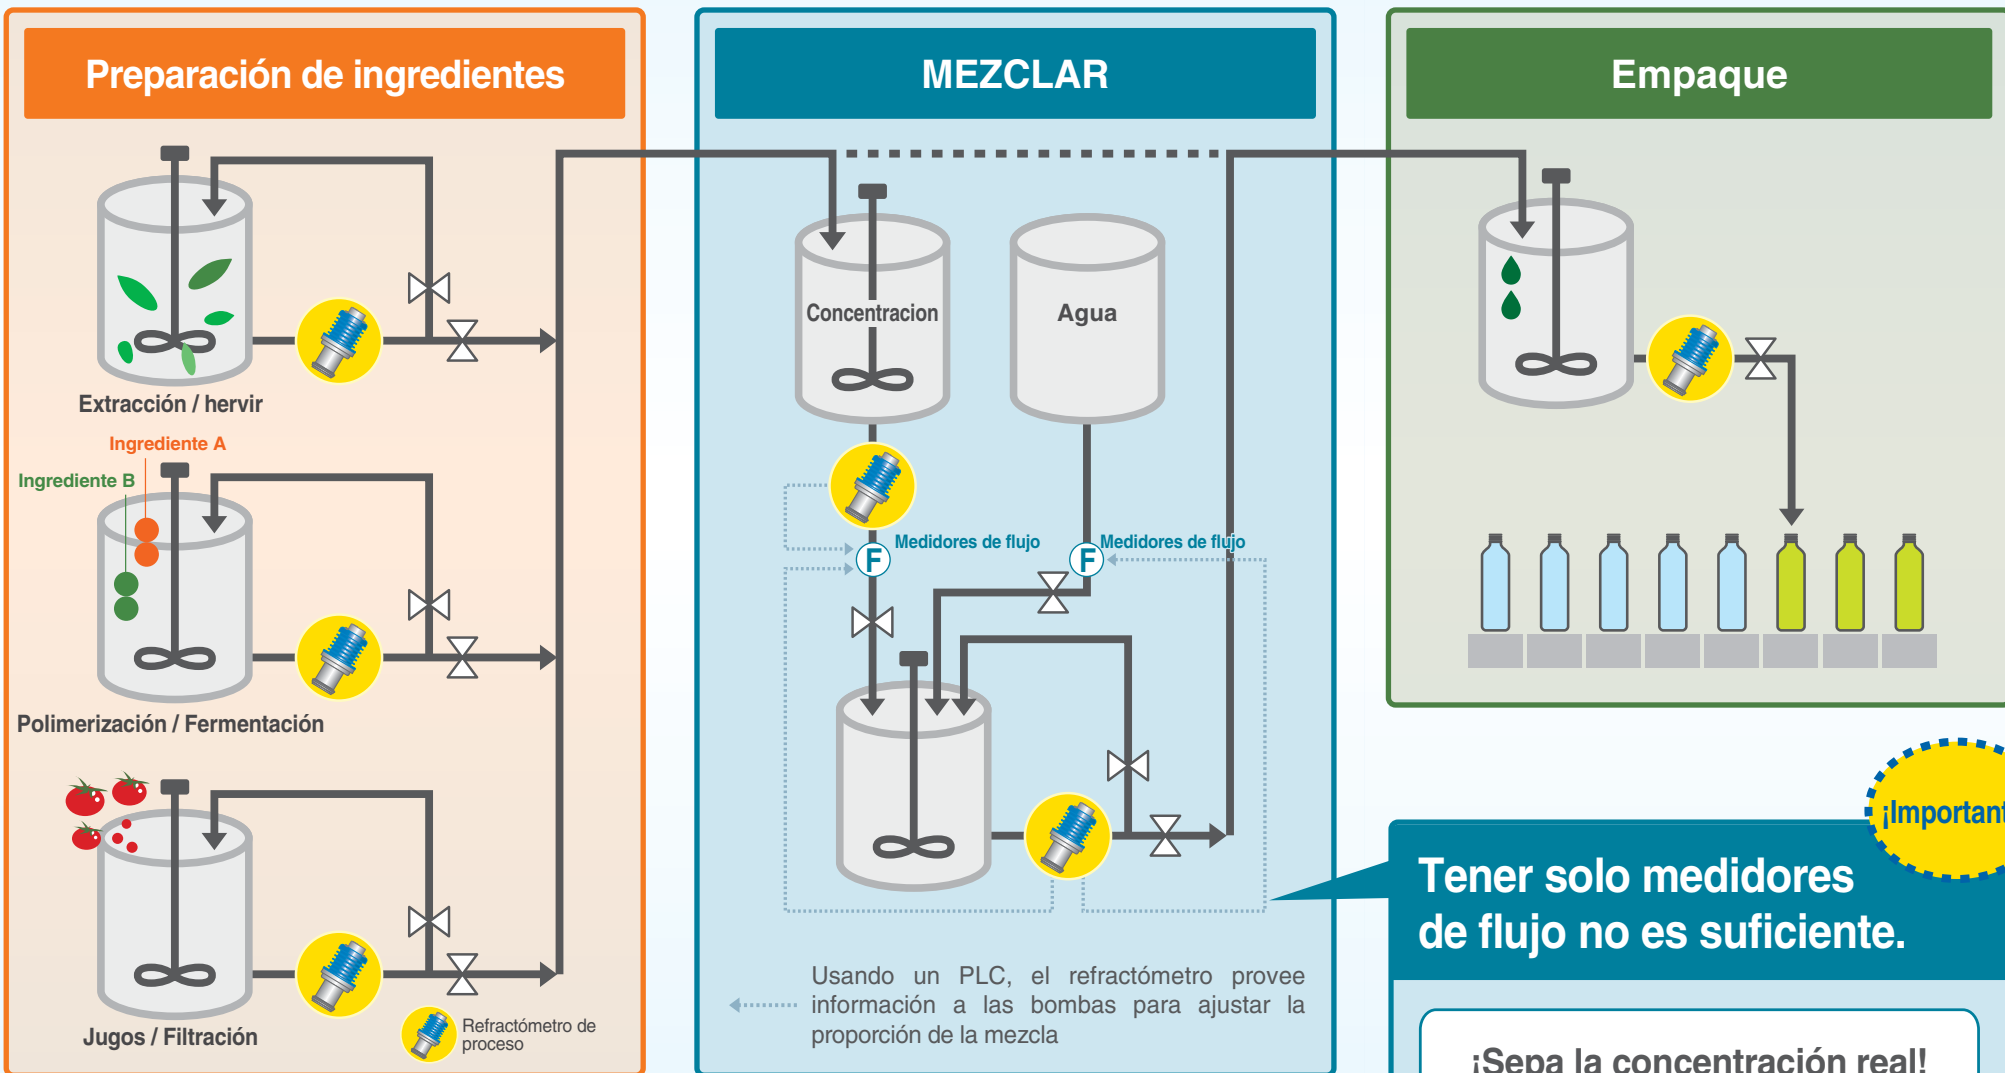 Preparación de ingredientes
Extracción / hervir
Ingrediente A
Ingrediente B
Polimerización / Fermentación
Jugos / Filtración
Refractómetro de
proceso
MEZCLAR
Concentracion
Agua
Medidores de flujo
F
Medidores de flujo
F
Usando un PLC, el refractómetro provee
información a las bombas para ajustar la
proporción de la mezcla
Empaque
¡Important
Tener solo medidores
de flujo no es suficiente.
¡Sepa la concentración real!